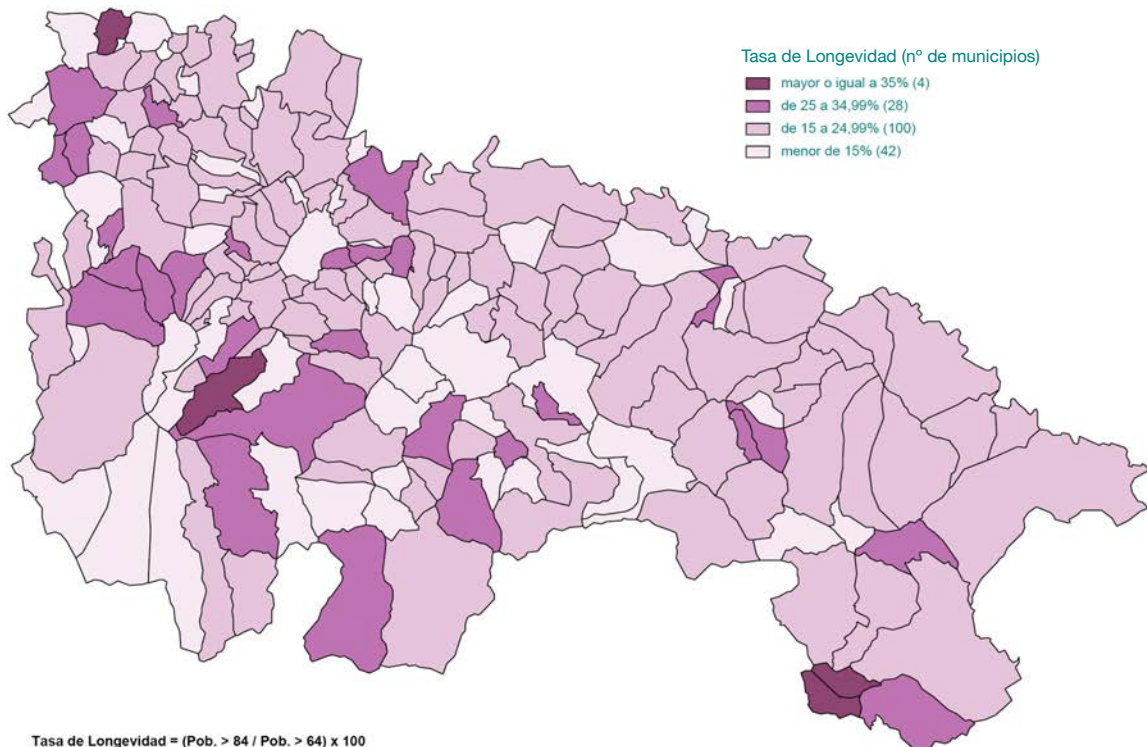 Tasa de Longevidad (nº de municipios)
mayor o igual a 35% (4)
de 25 a 34,99% (28)
de 15 a 24,99% (100)
menor de 15% (42)
Tasa de Longevidad = (Pob. > 84 / Pob. > 64) x 100